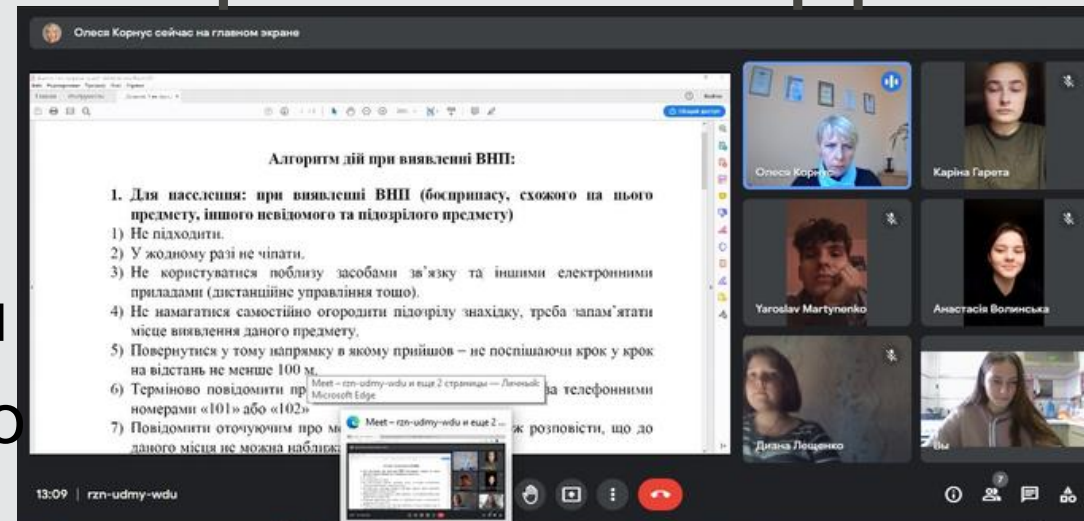 Олеся Корнус сейчас на главном экране
Главная Инструменты
Войти
Алгоритм дій при виявленні ВНП:
1. Для населення: при виявленні ВНП (боєприпасу, схожого на нього
предмету, іншого невідомого та підозрілого предмету)
1) Не підходити.
2) У жодному разі не чіпати.
3) Не користуватися поблизу засобами зв’язку та іншими електронними
приладами (дистанційне управління тощо).
4) Не намагатися самостійно огородити підозрілу знахідку, треба запам’ятати
місце виявлення даного предмету.
5) Повернутися у тому напрямку в якому прийшов – не поспішаючи крок у крок
на відстань не менше 100 м.
6) Терміново повідомити за телефонними
номерами «101» або «102»
7) Повідомити оточуючим про розповісти, що до
даного місця не можна
Meet – rzn-udmy-wdu и еще 2 страницы — Личный:
Microsoft Edge
Meet – rzn-udmy-wdu и еще 2 ...
Олеся Корнус
Каріна Гарета
Yaroslav Martynenko
Анастасія Волинська
Диана Лещенко
Вы
13:09 | rzn-udmy-wdu
7